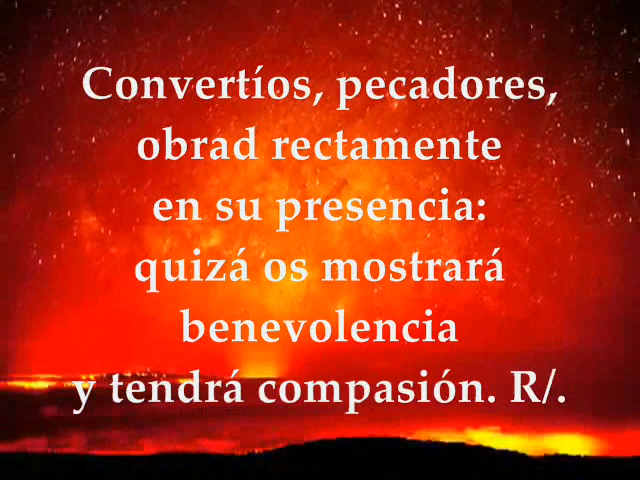 Convertíos, pecadores,
obrad rectamente
en su presencia:
quizá os mostrará
benevolencia
y tendrá compasión. R/.